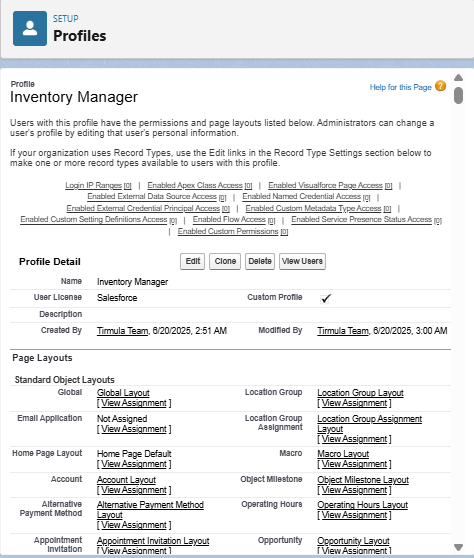 SETUP
Profiles
Profile
Inventory Manager
Help for this Page
Users with this profile have the permissions and page layouts listed below. Administrators can change a
user's profile by editing that user's personal information.
If your organization uses Record Types, use the Edit links in the Record Type Settings section below to
make one or more record types available to users with this profile.
Login IP Ranges [0] | Enabled Apex Class Access [0] | Enabled Visualforce Page Access [0] |
Enabled External Data Source Access [0] | Enabled Named Credential Access [0] |
Enabled External Credential Principal Access [0] | Enabled Custom Metadata Type Access [0] |
Enabled Custom Setting Definitions Access [0] | Enabled Flow Access [0] | Enabled Service Presence Status Access [0]
| Enabled Custom Permissions [0]
Profile Detail Edit Clone Delete View Users
Name Inventory Manager
User License Salesforce Custom Profile ✓
Description
Created By Tirmula Team, 6/20/2025, 2:51 AM Modified By Tirmula Team, 6/20/2025, 3:00 AM
Page Layouts
Standard Object Layouts
Global Global Layout Location Group Location Group Layout
[ View Assignment ] [ View Assignment ]
Email Application Not Assigned Location Group Location Group Assignment
[ View Assignment ] Assignment Layout
[ View Assignment ]
Home Page Layout Home Page Default Macro Macro Layout
[ View Assignment ] [ View Assignment ]
Account Account Layout Object Milestone Object Milestone Layout
[ View Assignment ] [ View Assignment ]
Alternative Alternative Payment Method Operating Hours Operating Hours Layout
Payment Method Layout [ View Assignment ]
[ View Assignment ]
Appointment Appointment Invitation Layout Opportunity Opportunity Layout
Invitation [ View Assignment ] [ View Assignment ]